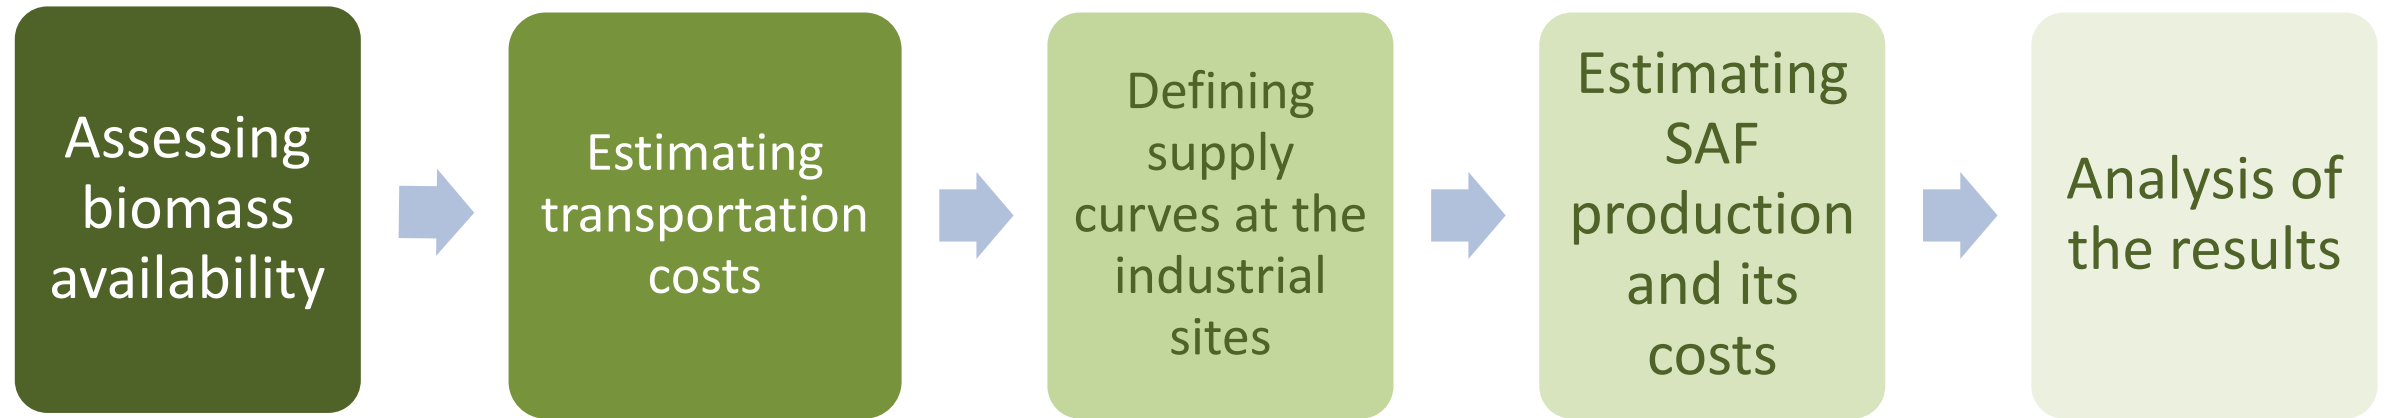 Assessing
biomass
availability
Estimating
transportation
costs
Defining
supply
curves at the
industrial
sites
Estimating
SAF
production
and its
costs
Analysis of
the results